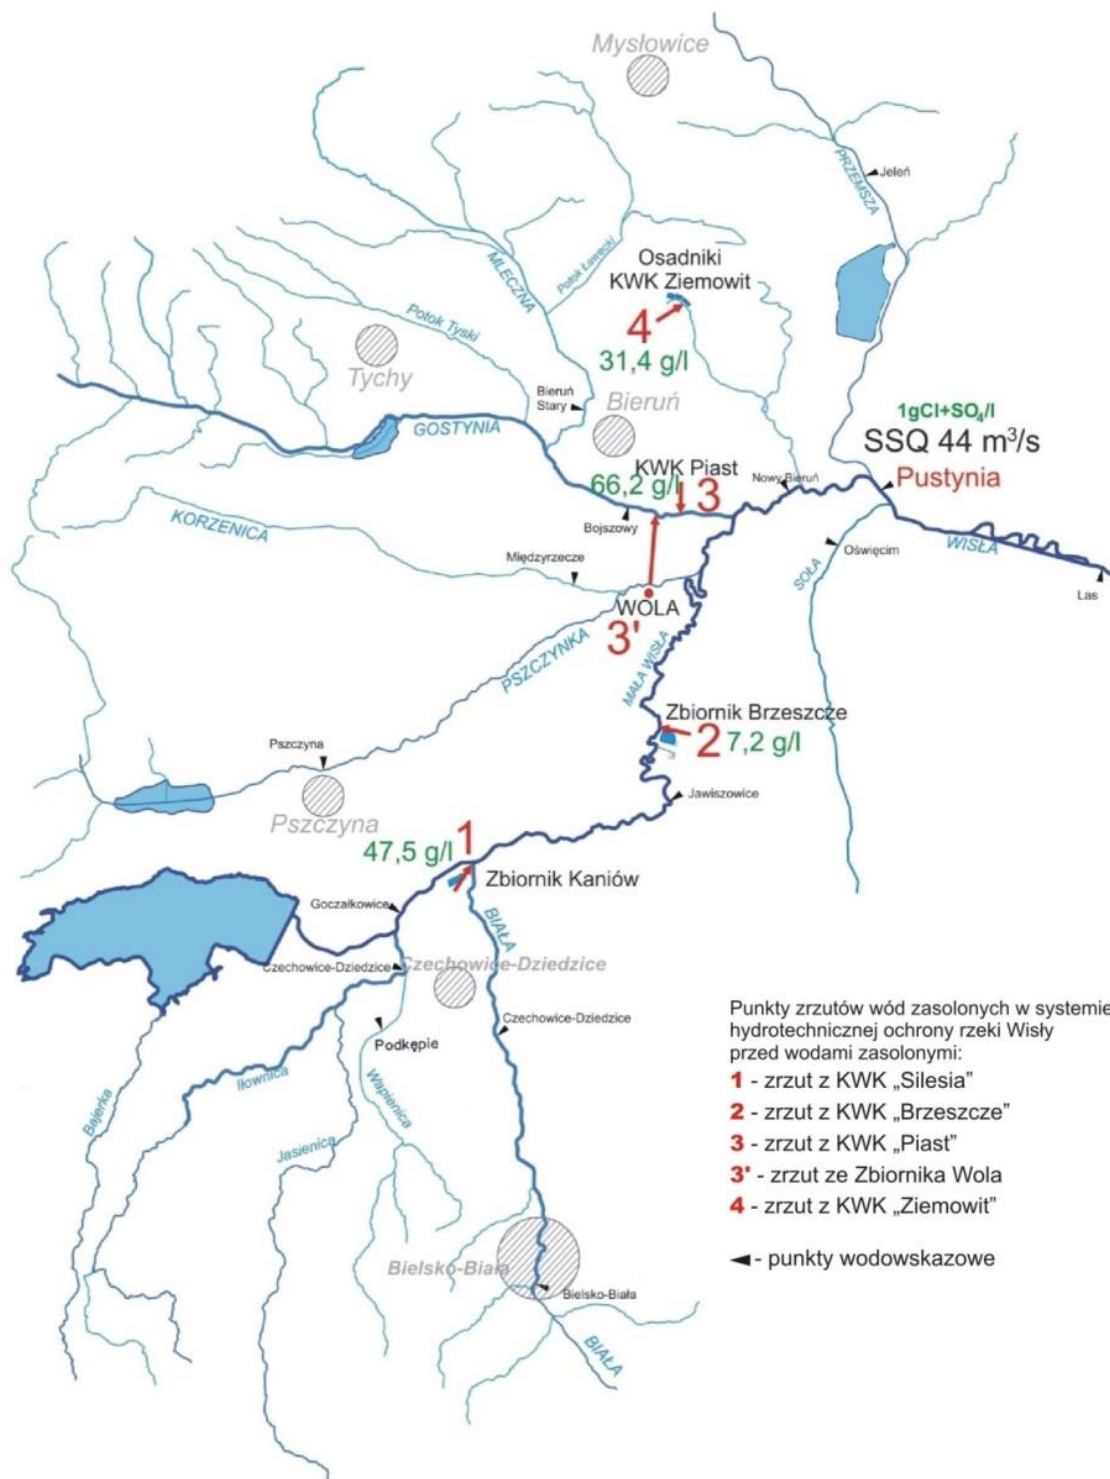 Mysłowice
PRZEMSZA
Jeleń
MLECZNA
Potok Ławecki
Osadniki
KWK Ziemowit
4
31,4 g/l
Potok Tyski
Tychy
Bieruń
Stary
Bieruń
GOSTYNIA
1gCl+SO₄/l
SSQ 44 m³/s
Pustynia
KWK Piast
66,2 g/l
3
Nowy Bieruń
Bojszowy
KORZENICA
Międzyrzecze
WOLA
3'
PSZCZYNKA
MAŁA WISŁA
SOŁA
Oświęcim
WISŁA
Las
Zbiornik Brzeszcze
2
7,2 g/l
Jawiszowice
Pszczyna
Pszczyna
1
47,5 g/l
Zbiornik Kaniów
Goczałkowice
BIAŁA
Czechowice-Dziedzice
Czechowice-Dziedzice
Czechowice-Dziedzice
Podkępie
Iłownica
Wapienica
Bajerka
Jasienica
Bielsko-Biała
Bielsko-Biała
BIAŁA
Punkty zrzutów wód zasolonych w systemie
hydrotechnicznej ochrony rzeki Wisły
przed wodami zasolonymi:
1 - zrzut z KWK „Silesia”
2 - zrzut z KWK „Brzeszcze”
3 - zrzut z KWK „Piast”
3' - zrzut ze Zbiornika Wola
4 - zrzut z KWK „Ziemowit”
◄- punkty wodowskazowe